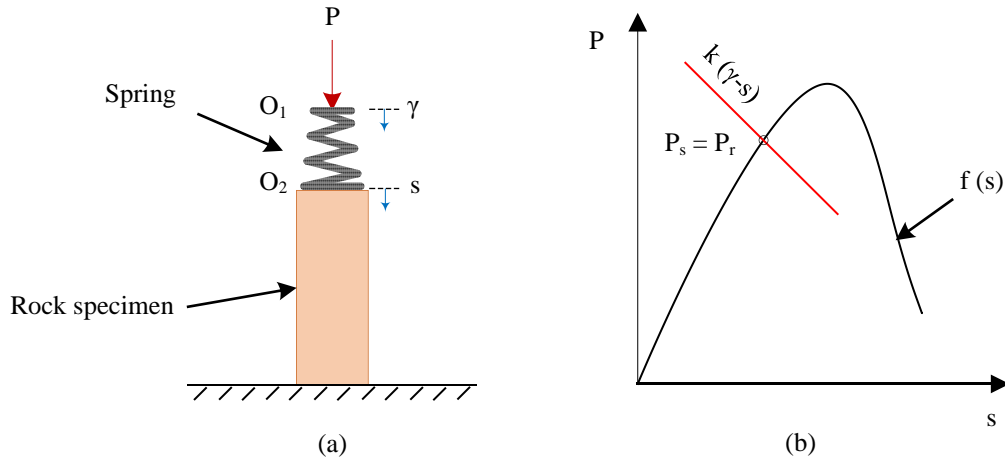 P
Spring
O₁
γ
O₂
s
Rock specimen
(a)
P
k (γ-s)
Pₛ = Pᵣ
f (s)
s
(b)